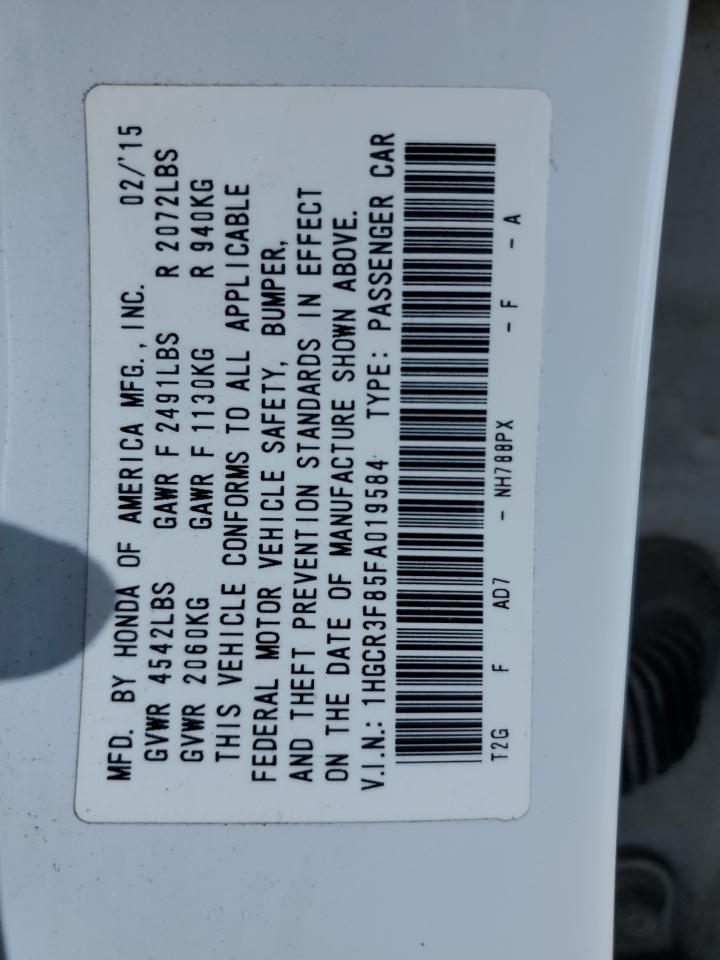 MFD. BY HONDA OF AMERICA MFG., INC. 02/'15
GVWR 4542LBS GAWR F 2491LBS R 2072LBS
GVWR 2060KG GAWR F 1130KG R 940KG
THIS VEHICLE CONFORMS TO ALL APPLICABLE
FEDERAL MOTOR VEHICLE SAFETY, BUMPER,
AND THEFT PREVENTION STANDARDS IN EFFECT
ON THE DATE OF MANUFACTURE SHOWN ABOVE.
V.I.N.: 1HGCR3F85FA019584 TYPE: PASSENGER CAR
T2G F AD7 - NH788PX - F - A